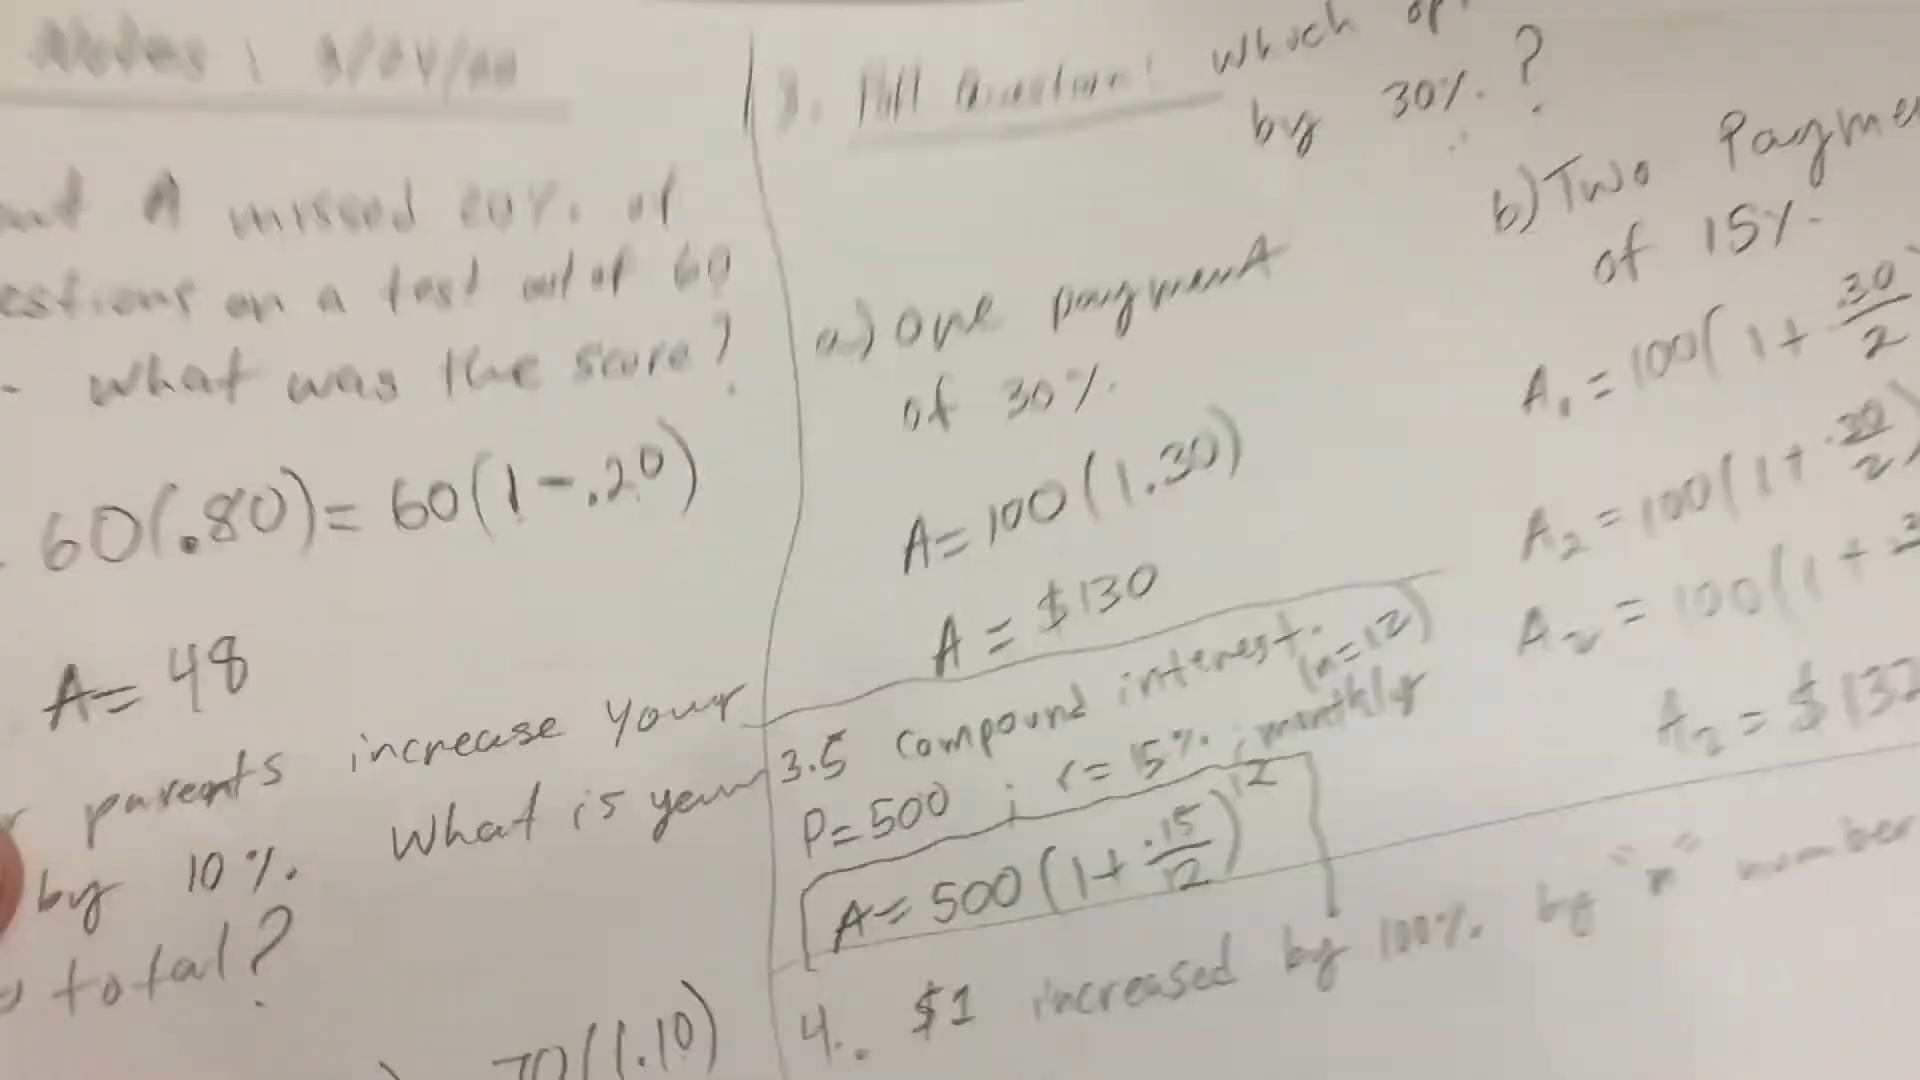 Notes:
A missed 20% of
on a test out of 60
- What was the score?
60(.80) = 60(1-.20)
A = 48
parents increase your
by 10%. What is
total?
70(1.10)
3. Which
by 30%?
a) one payment
of 30%.
A = 100(1.30)
A = $130
b) Two
of 15%.
A₁ = 100(1+ .30/2
A₂ = 100(1+ .30/2)
A₂ = 100(1+
A₂ = $132
3.5 compound interest.
P=500 ; r=15%. ; monthly (n=12)
A = 500(1+ .15/12)^12
4. $1 increased by 100%. by "n" number